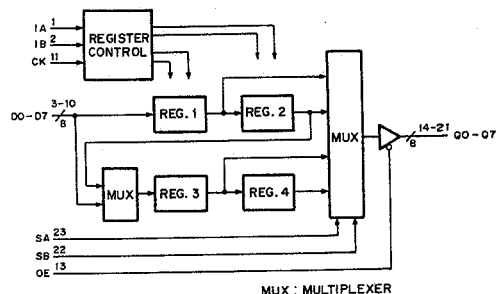 IA 1
IB 2
CK 11
REGISTER
CONTROL
D0-D7 3-10
8
REG. 1
REG. 2
MUX
14-21
8
Q0-Q7
MUX
REG. 3
REG. 4
SA 23
SB 22
OE 13
MUX : MULTIPLEXER